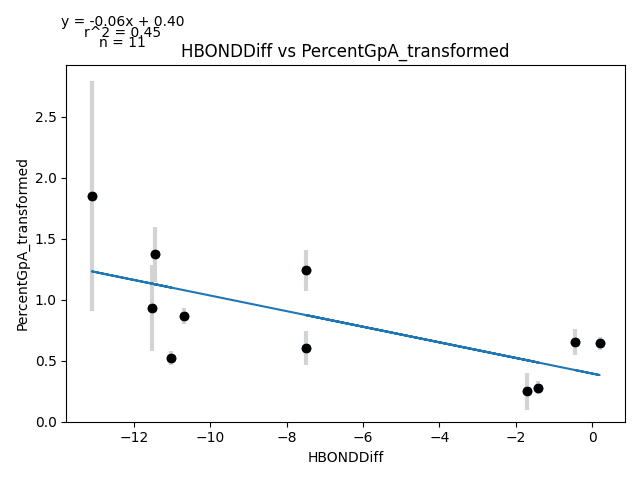 y = -0.06x + 0.40
r^2 = 0.45
n = 11
HBONDDiff vs PercentGpA_transformed
PercentGpA_transformed
2.5
2.0
1.5
1.0
0.5
0.0
−12
−10
−8
−6
−4
−2
0
HBONDDiff